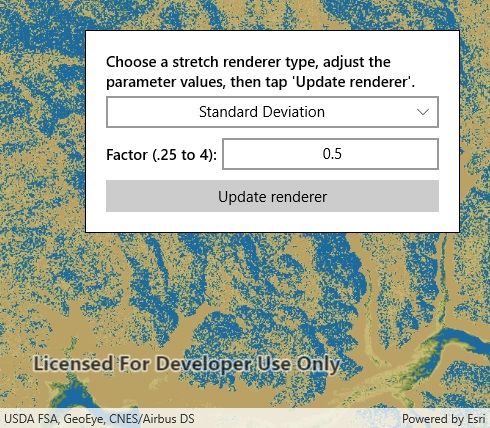 Choose a stretch renderer type, adjust the
parameter values, then tap 'Update renderer'.
Standard Deviation
Factor (.25 to 4):
0.5
Update renderer
Licensed For Developer Use Only
USDA FSA, GeoEye, CNES/Airbus DS
Powered by Esri